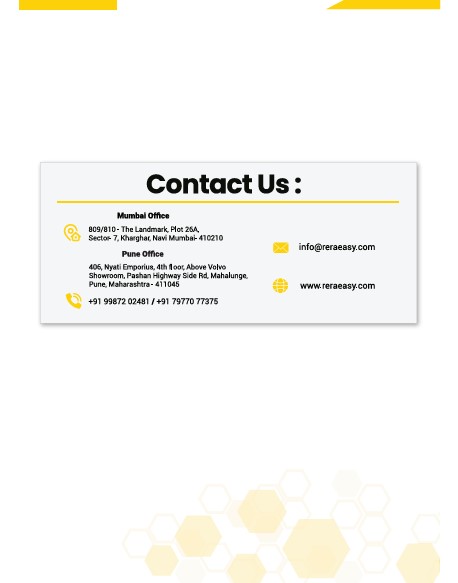 Contact Us :
Mumbai Office
809/810- The Landmark, Plot 26A,
Sector- 7, Kharghar, Navi Mumbai- 410210
Pune Office
406, Nyati Emporius, 4th floor, Above Volvo
Showroom, Pashan Highway Side Rd, Mahalunge,
Pune, Maharashtra - 411045
+91 99872 02481 / +91 79770 77375
info@reraeasy.com
www.reraeasy.com